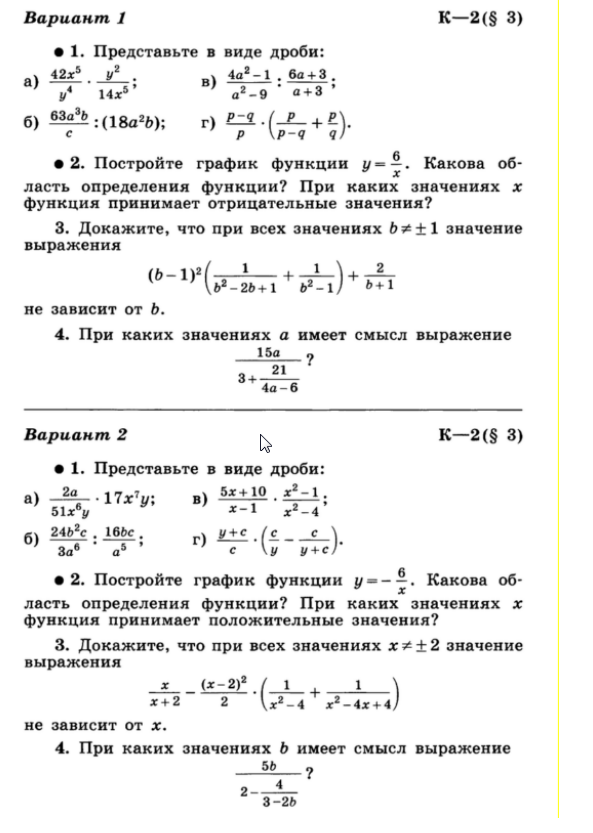 Вариант 1 К—2(§ 3)
● 1. Представьте в виде дроби:
а) 42x⁵/y⁴ · y²/14x⁵; в) (4a²−1)/(a²−9) : (6a+3)/(a+3);
б) 63a³b/c : (18a²b); г) (p−q)/p · (p/(p−q) + p/q).
● 2. Постройте график функции y = 6/x. Какова об-
ласть определения функции? При каких значениях x
функция принимает отрицательные значения?
3. Докажите, что при всех значениях b ≠ ±1 значение
выражения
(b−1)²(1/(b²−2b+1) + 1/(b²−1)) + 2/(b+1)
не зависит от b.
4. При каких значениях a имеет смысл выражение
15a/(3+21/(4a−6))?
Вариант 2 К—2(§ 3)
● 1. Представьте в виде дроби:
а) 2a/51x⁶y · 17x⁷y; в) (5x+10)/(x−1) · (x²−1)/(x²−4);
б) 24b²c/3a⁶ : 16bc/a⁵; г) (y+c)/c · (c/y − c/(y+c)).
● 2. Постройте график функции y = −6/x. Какова об-
ласть определения функции? При каких значениях x
функция принимает положительные значения?
3. Докажите, что при всех значениях x ≠ ±2 значение
выражения
x/(x+2) − (x−2)²/2 · (1/(x²−4) + 1/(x²−4x+4))
не зависит от x.
4. При каких значениях b имеет смысл выражение
5b/(2−4/(3−2b))?